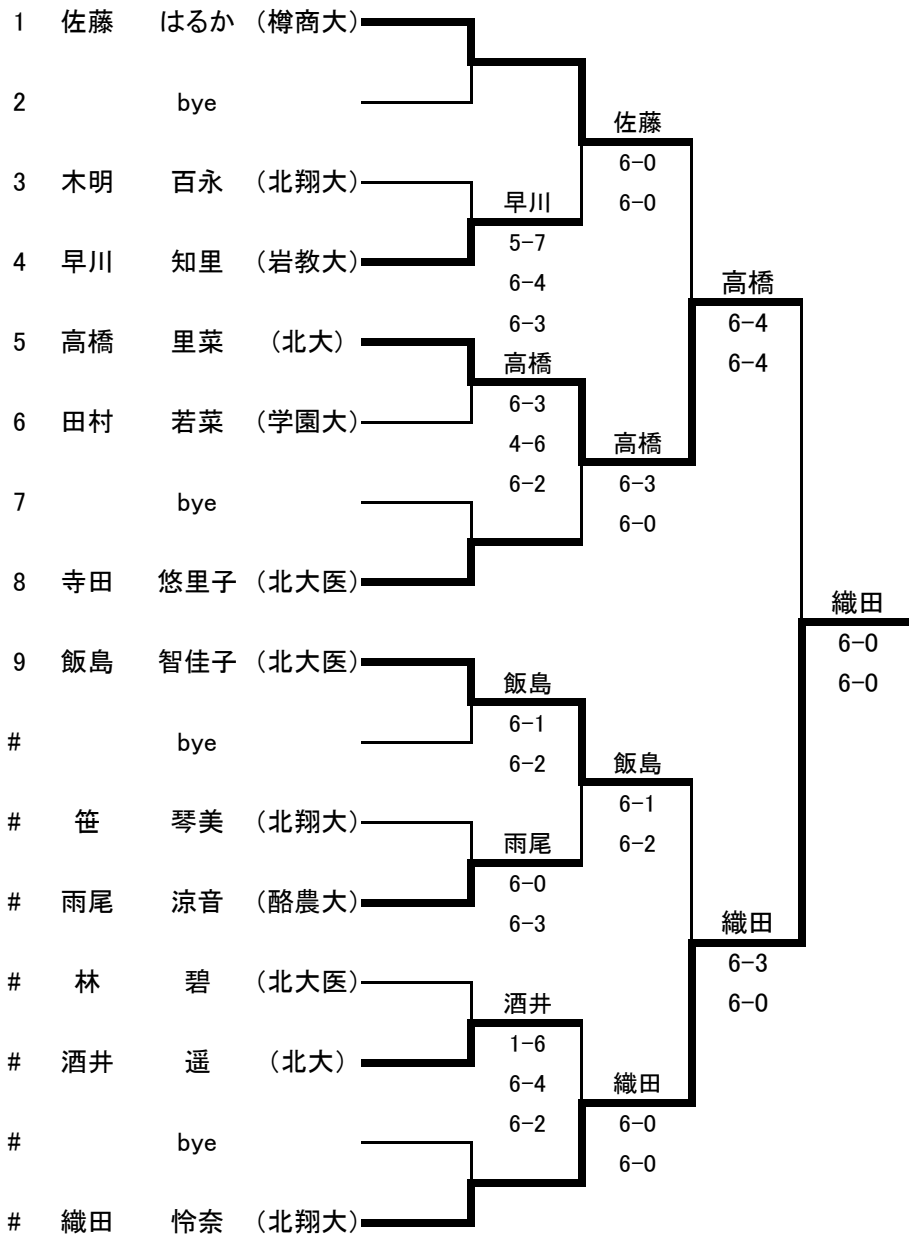 1 佐藤 はるか (樽商大)
2 bye
佐藤
6-0
6-0
3 木明 百永 (北翔大)
早川
5-7
6-4
6-3
4 早川 知里 (岩教大)
高橋
6-4
6-4
5 高橋 里菜 (北大)
高橋
6-3
4-6
6-2
6 田村 若菜 (学園大)
高橋
6-3
6-0
7 bye
8 寺田 悠里子 (北大医)
織田
6-0
6-0
9 飯島 智佳子 (北大医)
飯島
6-1
6-2
# bye
飯島
6-1
6-2
# 笹 琴美 (北翔大)
雨尾
6-0
6-3
# 雨尾 涼音 (酪農大)
織田
6-3
6-0
# 林 碧 (北大医)
酒井
1-6
6-4
6-2
# 酒井 遥 (北大)
織田
6-0
6-0
# bye
# 織田 怜奈 (北翔大)